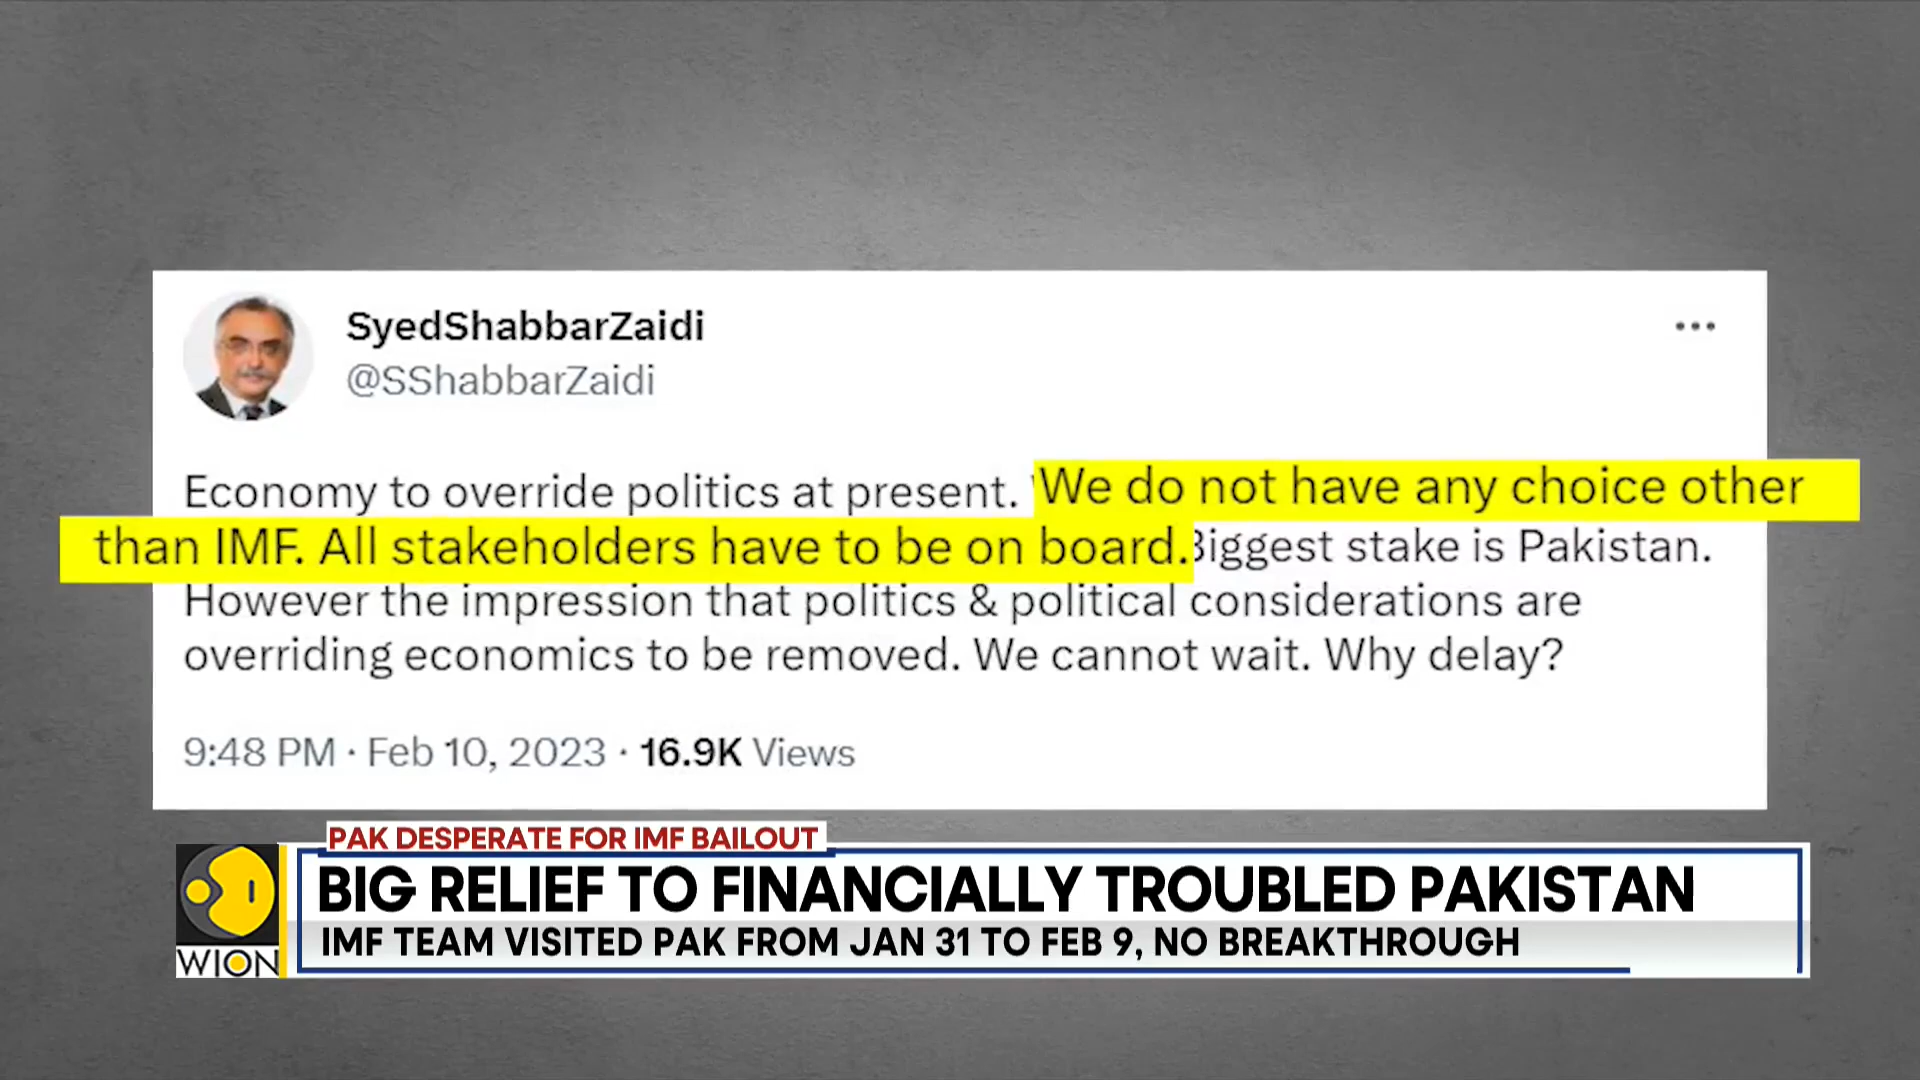 SyedShabbarZaidi
@SShabbarZaidi
Economy to override politics at present. We do not have any choice other
than IMF. All stakeholders have to be on board. Biggest stake is Pakistan.
However the impression that politics & political considerations are
overriding economics to be removed. We cannot wait. Why delay?
9:48 PM · Feb 10, 2023 · 16.9K Views
PAK DESPERATE FOR IMF BAILOUT
BIG RELIEF TO FINANCIALLY TROUBLED PAKISTAN
IMF TEAM VISITED PAK FROM JAN 31 TO FEB 9, NO BREAKTHROUGH
WION